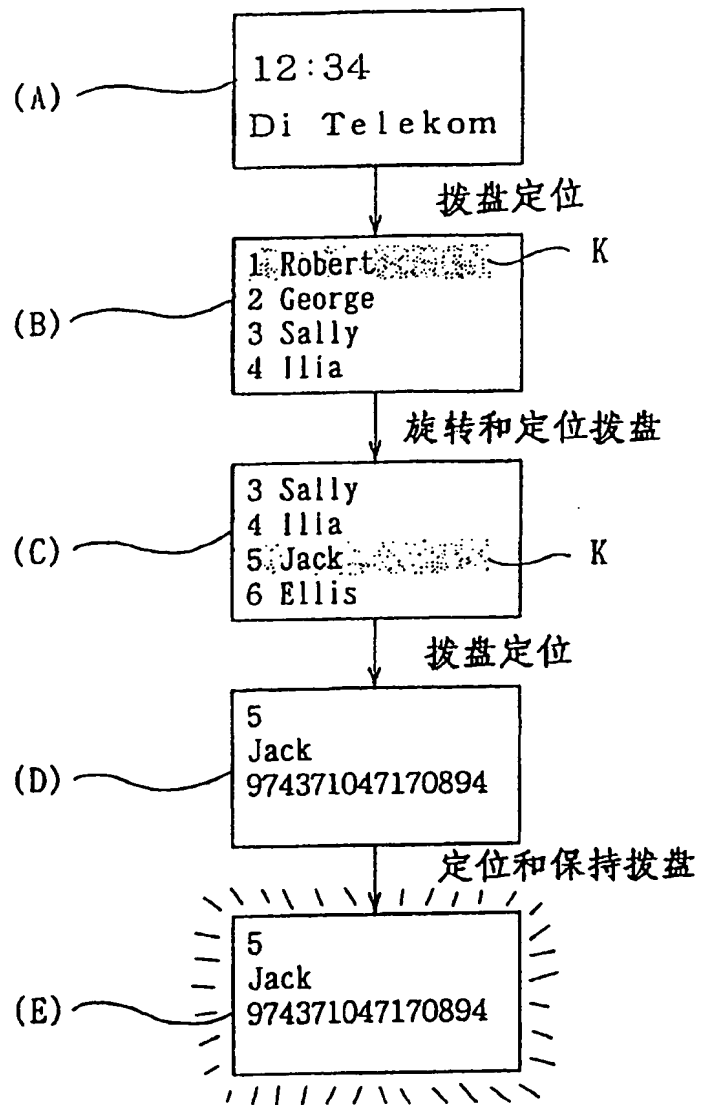 (A)
12:34
Di Telekom
拨盘定位
(B)
1 Robert
K
2 George
3 Sally
4 Ilia
旋转和定位拨盘
(C)
3 Sally
4 Ilia
5 Jack
K
6 Ellis
拨盘定位
(D)
5
Jack
974371047170894
定位和保持拨盘
(E)
5
Jack
974371047170894